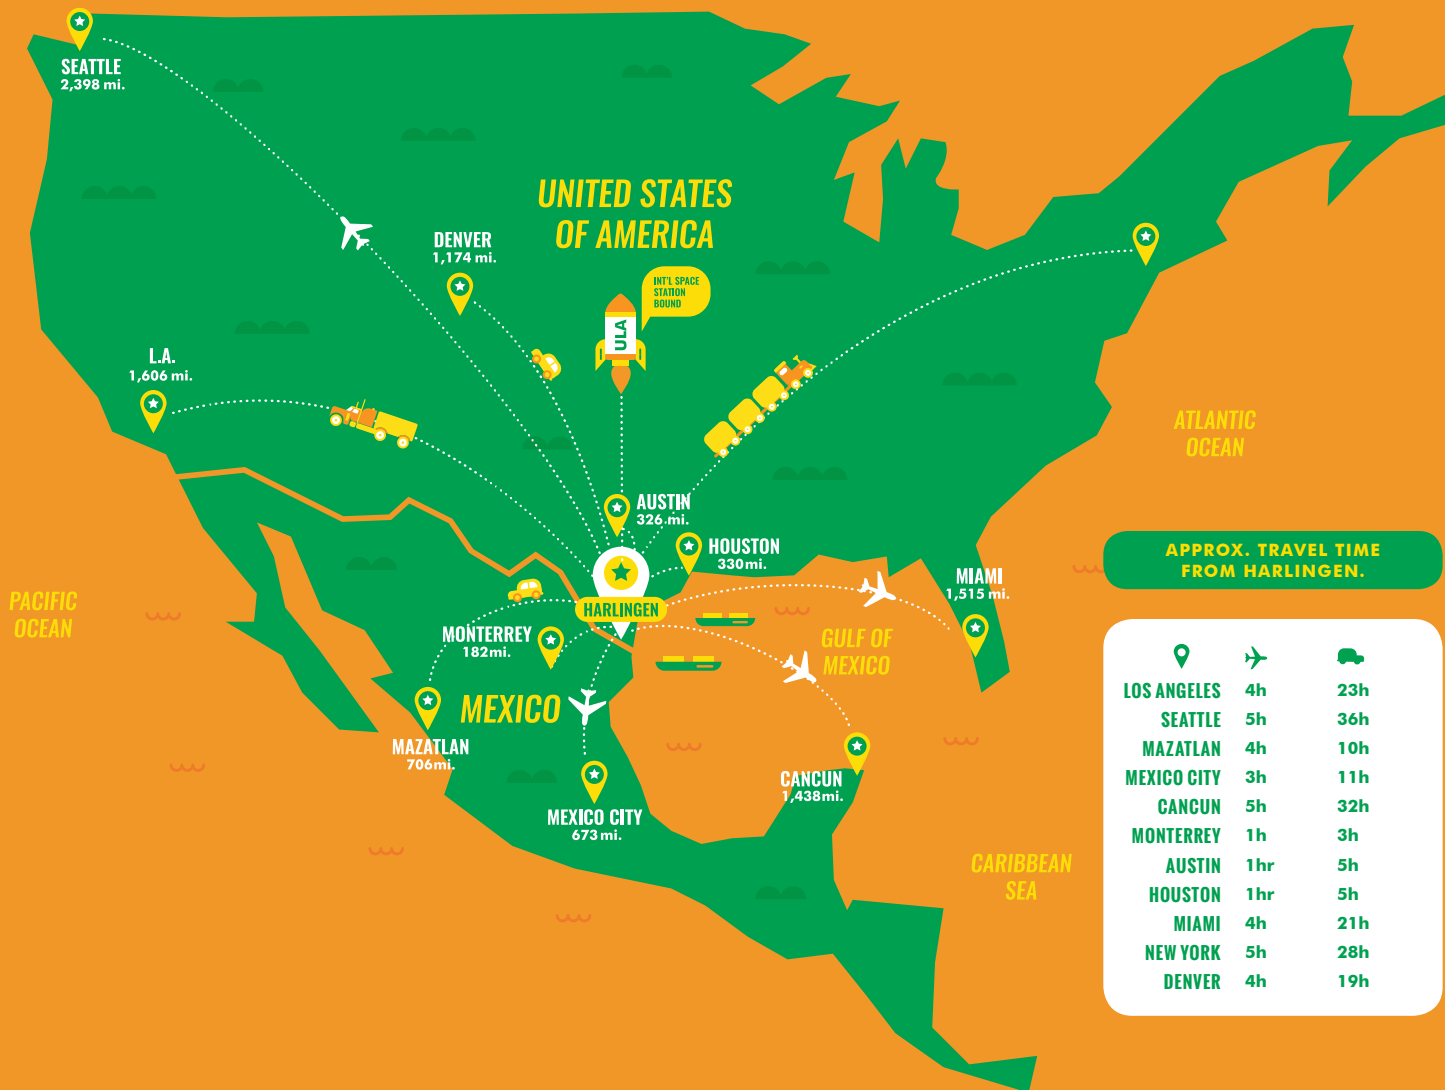 SEATTLE
2,398 mi.
UNITED STATES
OF AMERICA
DENVER
1,174 mi.
INT'L SPACE
STATION
BOUND
ULA
L.A.
1,606 mi.
ATLANTIC
OCEAN
AUSTIN
326 mi.
HOUSTON
330mi.
HARLINGEN
MIAMI
1,515 mi.
PACIFIC
OCEAN
MONTERREY
182mi.
GULF OF
MEXICO
MEXICO
MAZATLAN
706mi.
CANCUN
1,438mi.
MEXICO CITY
673 mi.
CARIBBEAN
SEA
APPROX. TRAVEL TIME
FROM HARLINGEN.
LOS ANGELES 4h 23h
SEATTLE 5h 36h
MAZATLAN 4h 10h
MEXICO CITY 3h 11h
CANCUN 5h 32h
MONTERREY 1h 3h
AUSTIN 1hr 5h
HOUSTON 1hr 5h
MIAMI 4h 21h
NEW YORK 5h 28h
DENVER 4h 19h